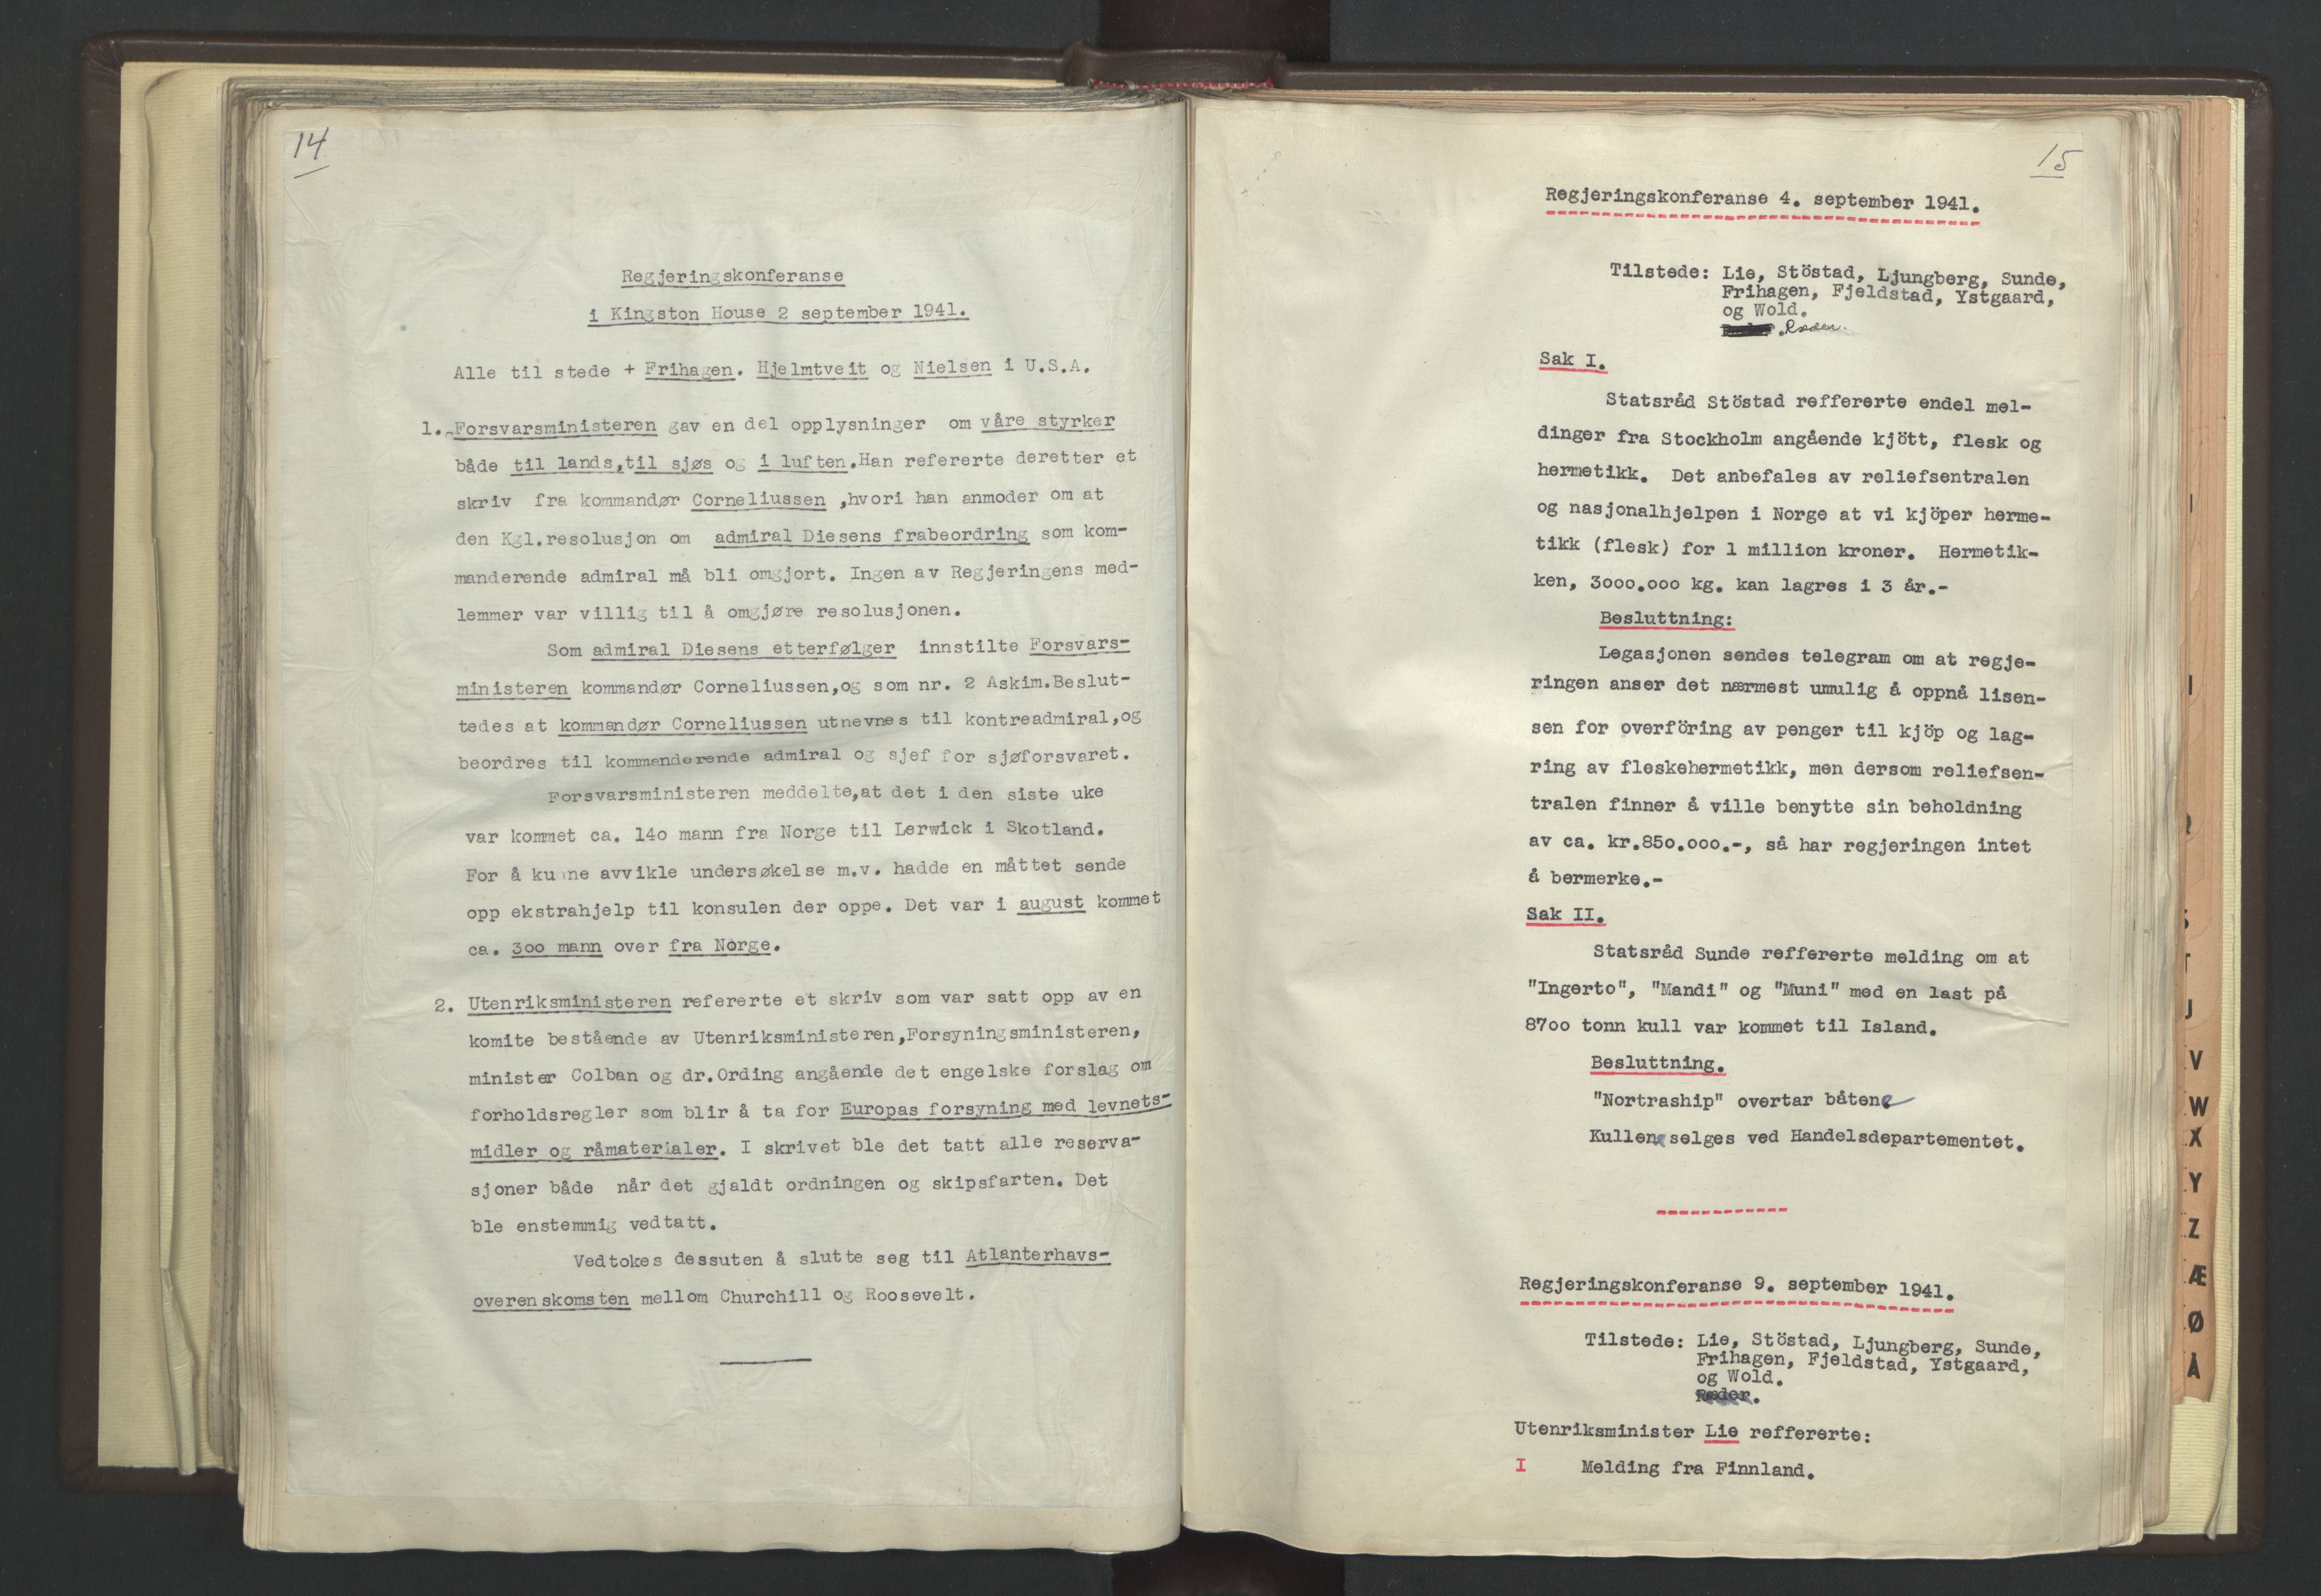 14
Regjeringskonferanse
i Kingston House 2 september 1941.
Alle til stede + Frihagen. Hjelmtveit og Nielsen i U.S.A.
1. Forsvarsministeren gav en del opplysninger om våre styrker
både til lands,til sjøs og i luften.Han refererte deretter et
skriv fra kommandør Corneliussen ,hvori han anmoder om at
den Kgl.resolusjon om admiral Diesens frabeordring som kom-
manderende admiral må bli omgjort. Ingen av Regjeringens med-
lemmer var villig til å omgjøre resolusjonen.
Som admiral Diesens etterfølger innstilte Forsvars-
ministeren kommandør Corneliussen,og som nr. 2 Askim.Beslut-
tedes at kommandør Corneliussen utnevnes til kontreadmiral,og
beordres til kommanderende admiral og sjef for sjøforsvaret.
Forsvarsministeren meddelte,at det i den siste uke
var kommet ca. 14o mann fra Norge til Lerwick i Skotland.
For å kunne avvikle undersøkelse m.v. hadde en måttet sende
opp ekstrahjelp til konsulen der oppe. Det var i august kommet
ca. 3oo mann over fra Norge.
2. Utenriksministeren refererte et skriv som var satt opp av en
komite bestående av Utenriksministeren,Forsyningsministeren,
minister Colban og dr.Ording angående det engelske forslag om
forholdsregler som blir å ta for Europas forsyning med levnets-
midler og råmaterialer. I skrivet ble det tatt alle reserva-
sjoner både når det gjaldt ordningen og skipsfarten. Det
ble enstemmig vedtatt.
Vedtokes dessuten å slutte seg til Atlanterhavs-
overenskomsten mellom Churchill og Roosevelt.
15
Regjeringskonferanse 4. september 1941.
Tilstede: Lie, Stöstad, Ljungberg, Sunde,
Frihagen, Fjeldstad, Ystgaard,
og Wold.
Sak I.
Statsråd Stöstad reffererte endel mel-
dinger fra Stockholm angående kjött, flesk og
hermetikk. Det anbefales av reliefsentralen
og nasjonalhjelpen i Norge at vi kjöper herme-
tikk (flesk) for 1 million kroner. Hermetik-
ken, 3ooo.ooo kg. kan lagres i 3 år.-
Besluttning:
Legasjonen sendes telegram om at regje-
ringen anser det nærmest umulig å oppnå lisen-
sen for overföring av penger til kjöp og lag-
ring av fleskehermetikk, men dersom reliefsen-
tralen finner å ville benytte sin beholdning
av ca. kr.85o.ooo.-, så har regjeringen intet
å bermerke.-
Sak II.
Statsråd Sunde reffererte melding om at
"Ingerto", "Mandi" og "Muni" med en last på
87oo tonn kull var kommet til Island.
Besluttning.
"Nortraship" overtar båtene
Kullene selges ved Handelsdepartementet.
Regjeringskonferanse 9. september 1941.
Tilstede: Lie, Stöstad, Ljungberg, Sunde,
Frihagen, Fjeldstad, Ystgaard,
og Wold.
Ræder.
Utenriksminister Lie reffererte:
I Melding fra Finnland.
J
V
W
X
Y
Z
Æ
Ø
Å